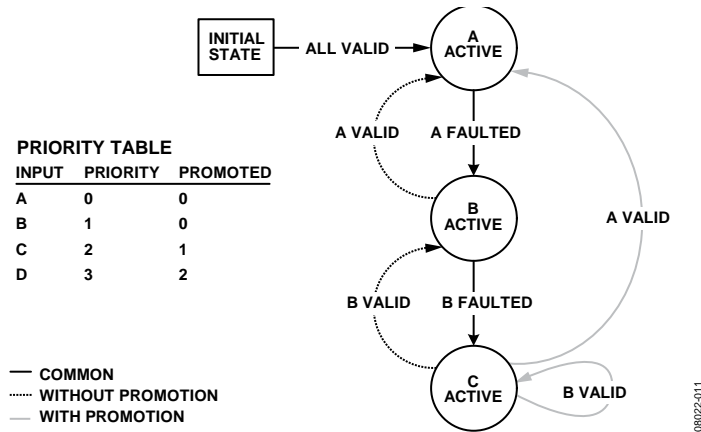 INITIAL
STATE
ALL VALID
A
ACTIVE
A VALID
A FAULTED
PRIORITY TABLE
INPUT PRIORITY PROMOTED
A 0 0
B 1 0
C 2 1
D 3 2
B
ACTIVE
A VALID
B VALID
B FAULTED
C
ACTIVE
B VALID
COMMON
WITHOUT PROMOTION
WITH PROMOTION
08022-011